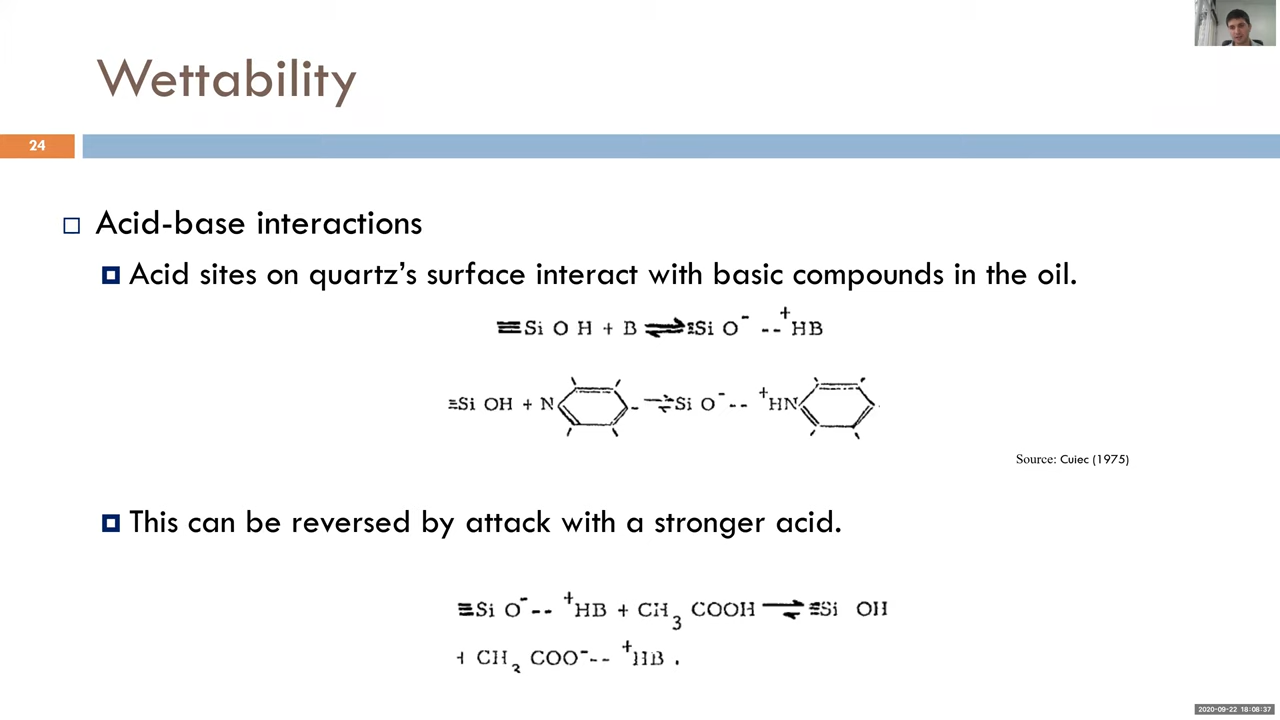 Wettability
24
Acid-base interactions
Acid sites on quartz's surface interact with basic compounds in the oil.
≡Si O H + B ⇌ ≡Si O⁻ --⁺HB
≡Si OH + N ⇌ Si O⁻-- ⁺HN
Source: Cuiec (1975)
This can be reversed by attack with a stronger acid.
≡Si O⁻-- ⁺HB + CH₃ COOH ⇌ ≡Si OH
+ CH₃ COO⁻-- ⁺HB .
2020-09-22 18:08:37